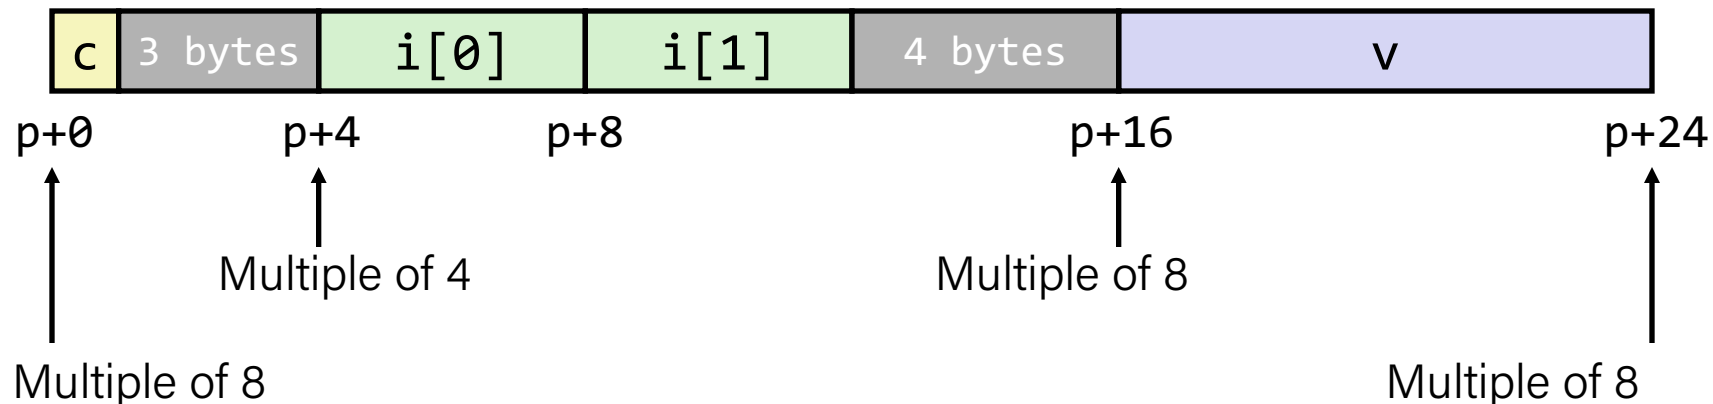 c 3 bytes i[0] i[1] 4 bytes v
p+0 p+4 p+8 p+16 p+24
Multiple of 4 Multiple of 8
Multiple of 8 Multiple of 8